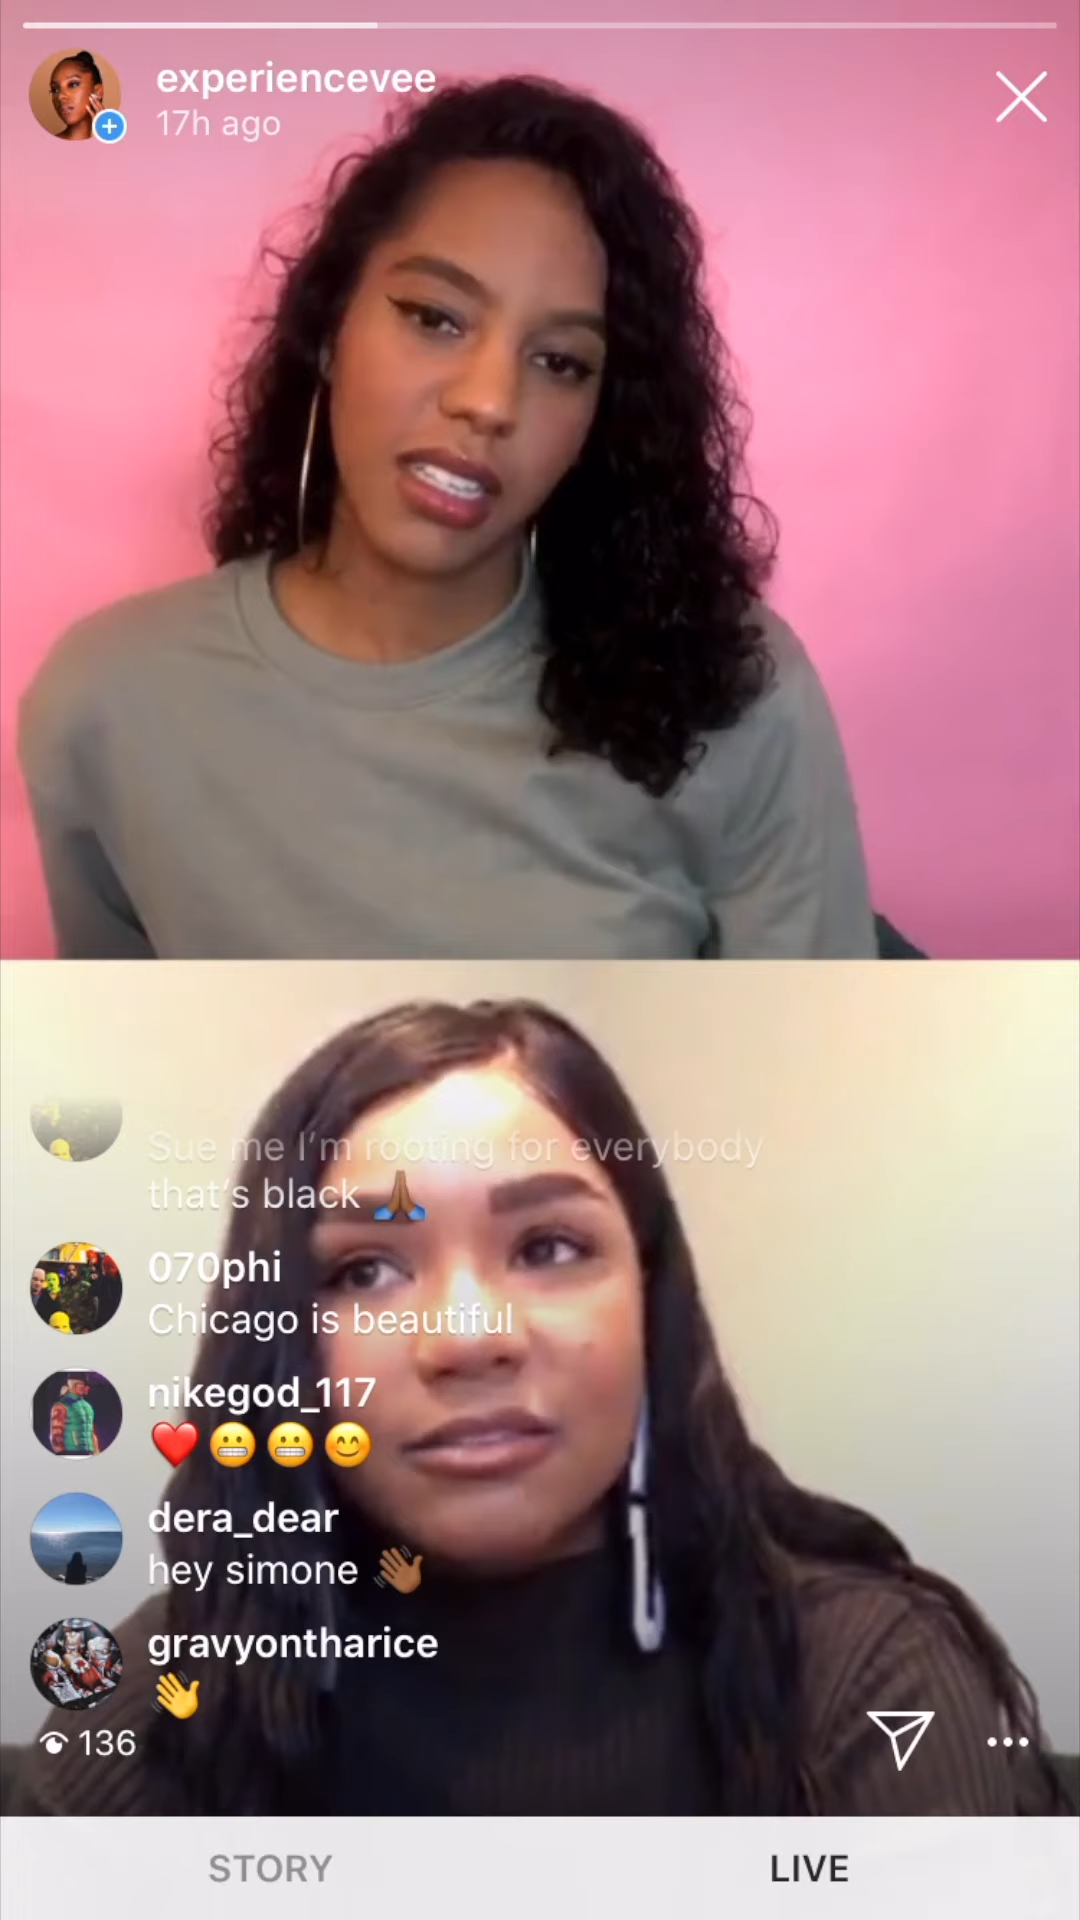 experiencevee
17h ago
Sue me I’m rooting for everybody
that’s black 🙏🏾
070phi
Chicago is beautiful
nikegod_117
❤️😬😬😊
dera_dear
hey simone 👋🏾
gravyontharice
👋
136
STORY
LIVE